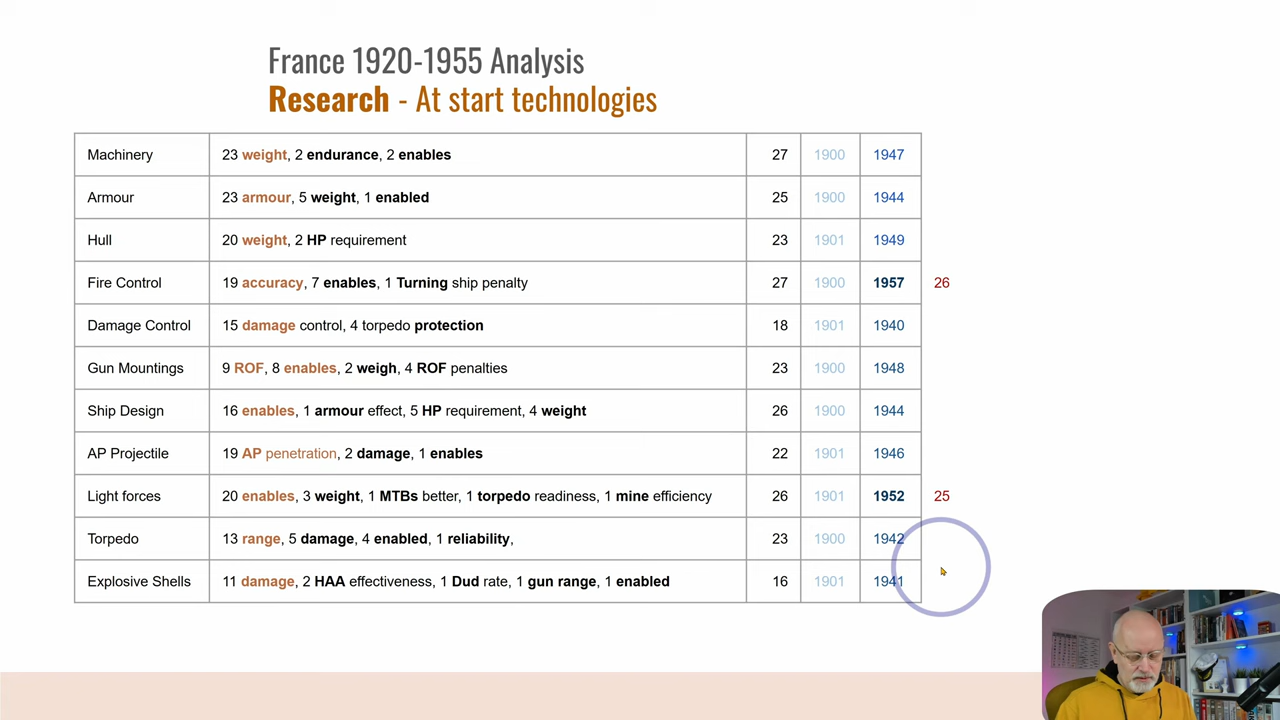 France 1920-1955 Analysis
Research - At start technologies
Machinery 23 weight, 2 endurance, 2 enables 27 1900 1947
Armour 23 armour, 5 weight, 1 enabled 25 1900 1944
Hull 20 weight, 2 HP requirement 23 1901 1949
Fire Control 19 accuracy, 7 enables, 1 Turning ship penalty 27 1900 1957 26
Damage Control 15 damage control, 4 torpedo protection 18 1901 1940
Gun Mountings 9 ROF, 8 enables, 2 weigh, 4 ROF penalties 23 1900 1948
Ship Design 16 enables, 1 armour effect, 5 HP requirement, 4 weight 26 1900 1944
AP Projectile 19 AP penetration, 2 damage, 1 enables 22 1901 1946
Light forces 20 enables, 3 weight, 1 MTBs better, 1 torpedo readiness, 1 mine efficiency 26 1901 1952 25
Torpedo 13 range, 5 damage, 4 enabled, 1 reliability, 23 1900 1942
Explosive Shells 11 damage, 2 HAA effectiveness, 1 Dud rate, 1 gun range, 1 enabled 16 1901 1941